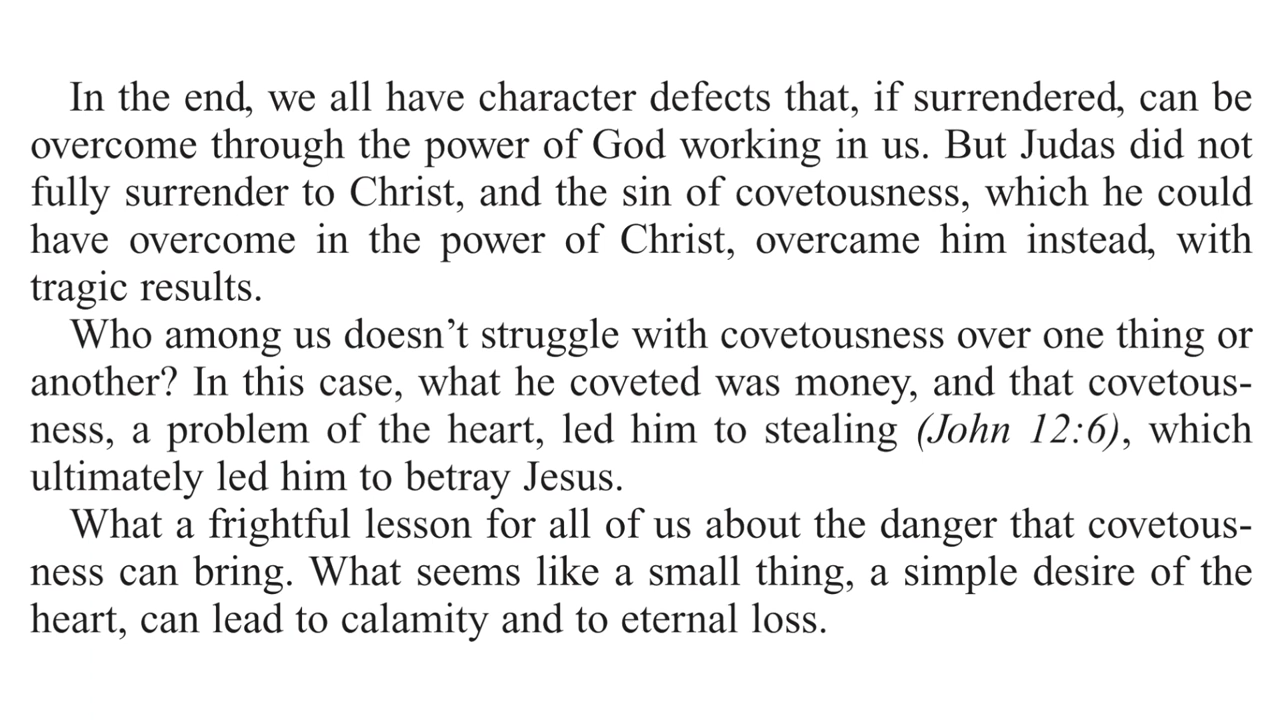 In the end, we all have character defects that, if surrendered, can be
overcome through the power of God working in us. But Judas did not
fully surrender to Christ, and the sin of covetousness, which he could
have overcome in the power of Christ, overcame him instead, with
tragic results.
Who among us doesn’t struggle with covetousness over one thing or
another? In this case, what he coveted was money, and that covetous-
ness, a problem of the heart, led him to stealing (John 12:6), which
ultimately led him to betray Jesus.
What a frightful lesson for all of us about the danger that covetous-
ness can bring. What seems like a small thing, a simple desire of the
heart, can lead to calamity and to eternal loss.